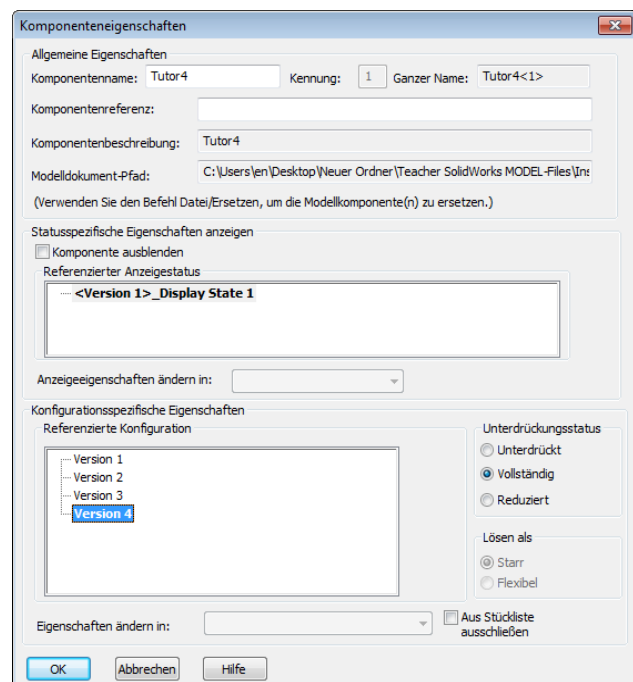 Komponenteneigenschaften
Allgemeine Eigenschaften
Komponentenname: Tutor4 Kennung: 1 Ganzer Name: Tutor4<1>
Komponentenreferenz:
Komponentenbeschreibung: Tutor4
Modelldokument-Pfad: C:\Users\en\Desktop\Neuer Ordner\Teacher SolidWorks MODEL-Files\Ins
(Verwenden Sie den Befehl Datei/Ersetzen, um die Modellkomponente(n) zu ersetzen.)
Statusspezifische Eigenschaften anzeigen
Komponente ausblenden
Referenzierter Anzeigestatus
<Version 1>_Display State 1
Anzeigeeigenschaften ändern in:
Konfigurationsspezifische Eigenschaften
Referenzierte Konfiguration
Version 1
Version 2
Version 3
Version 4
Unterdrückungsstatus
Unterdrückt
Vollständig
Reduziert
Lösen als
Starr
Flexibel
Eigenschaften ändern in:
Aus Stückliste
ausschließen
OK Abbrechen Hilfe